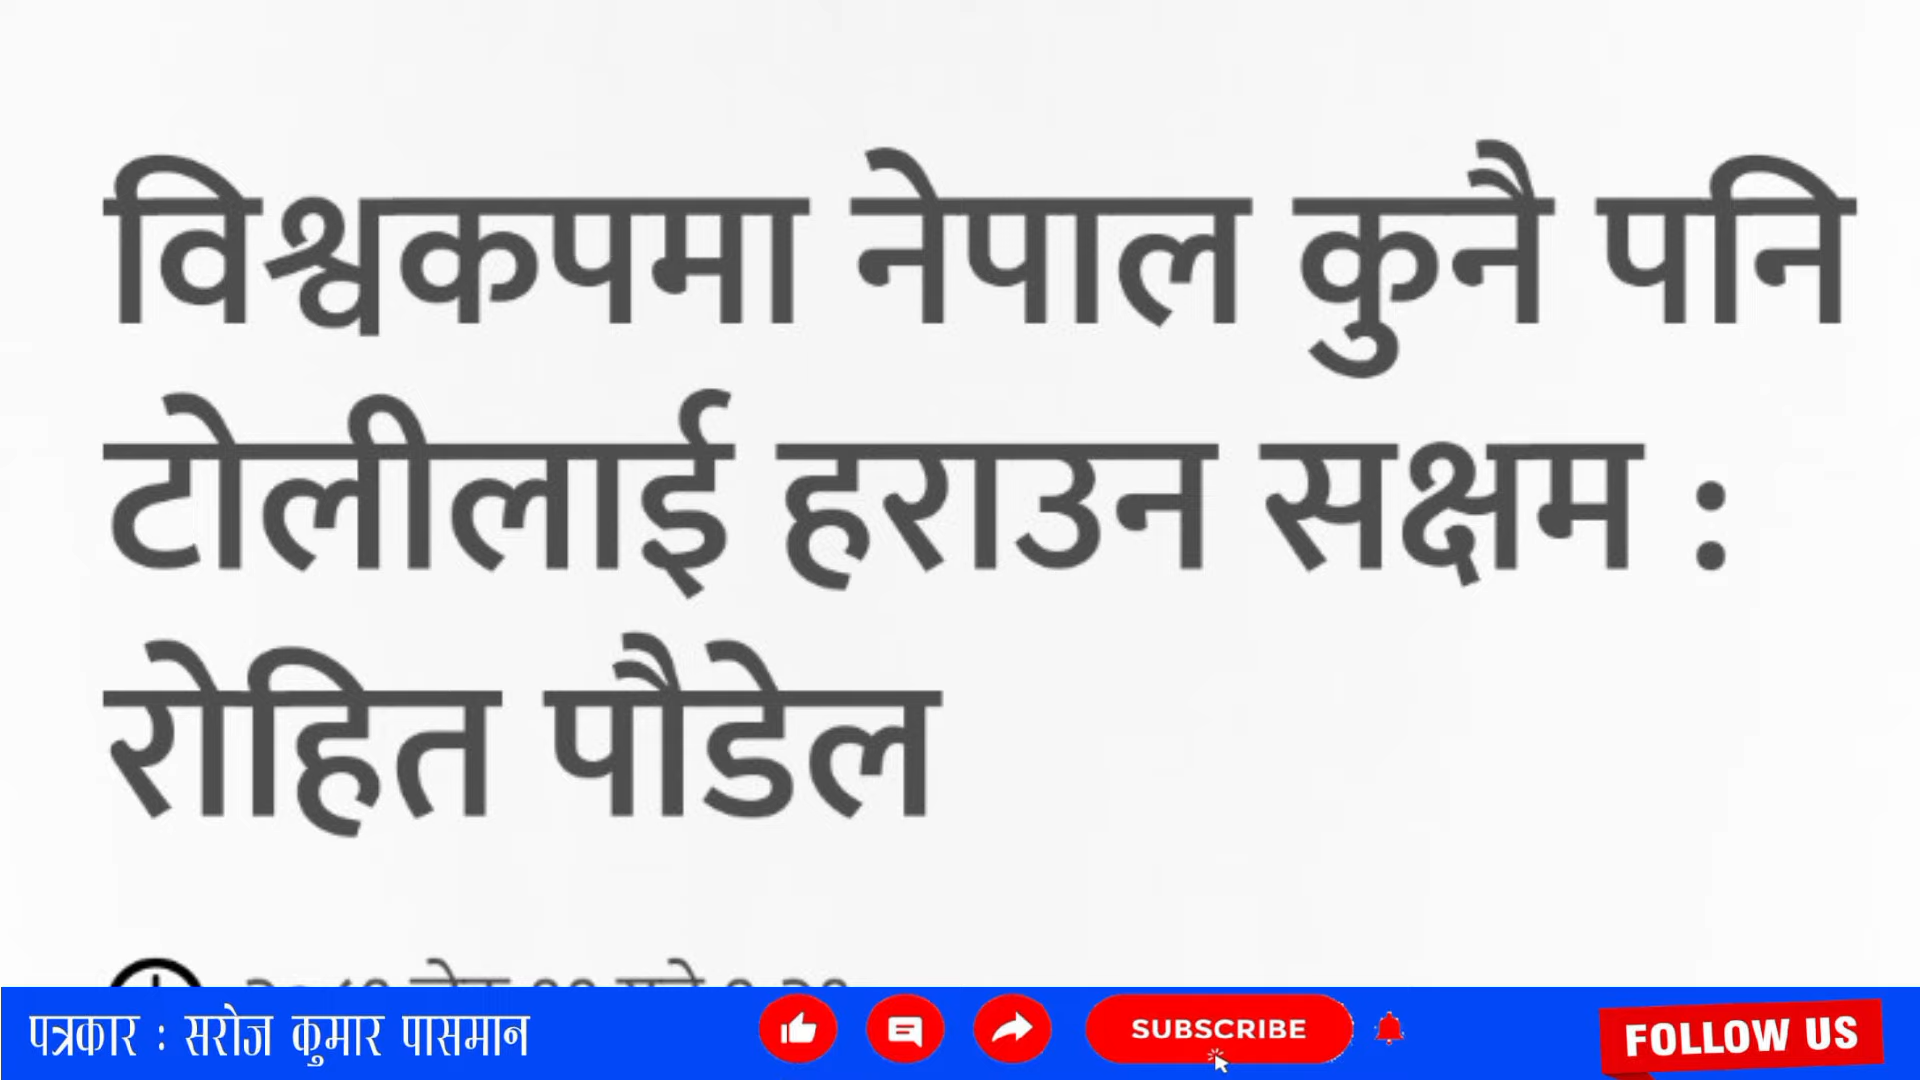 विश्वकपमा नेपाल कुनै पनि
टोलीलाई हराउन सक्षम :
रोहित पौडेल
पत्रकार : सरोज कुमार पासमान
SUBSCRIBE
FOLLOW US